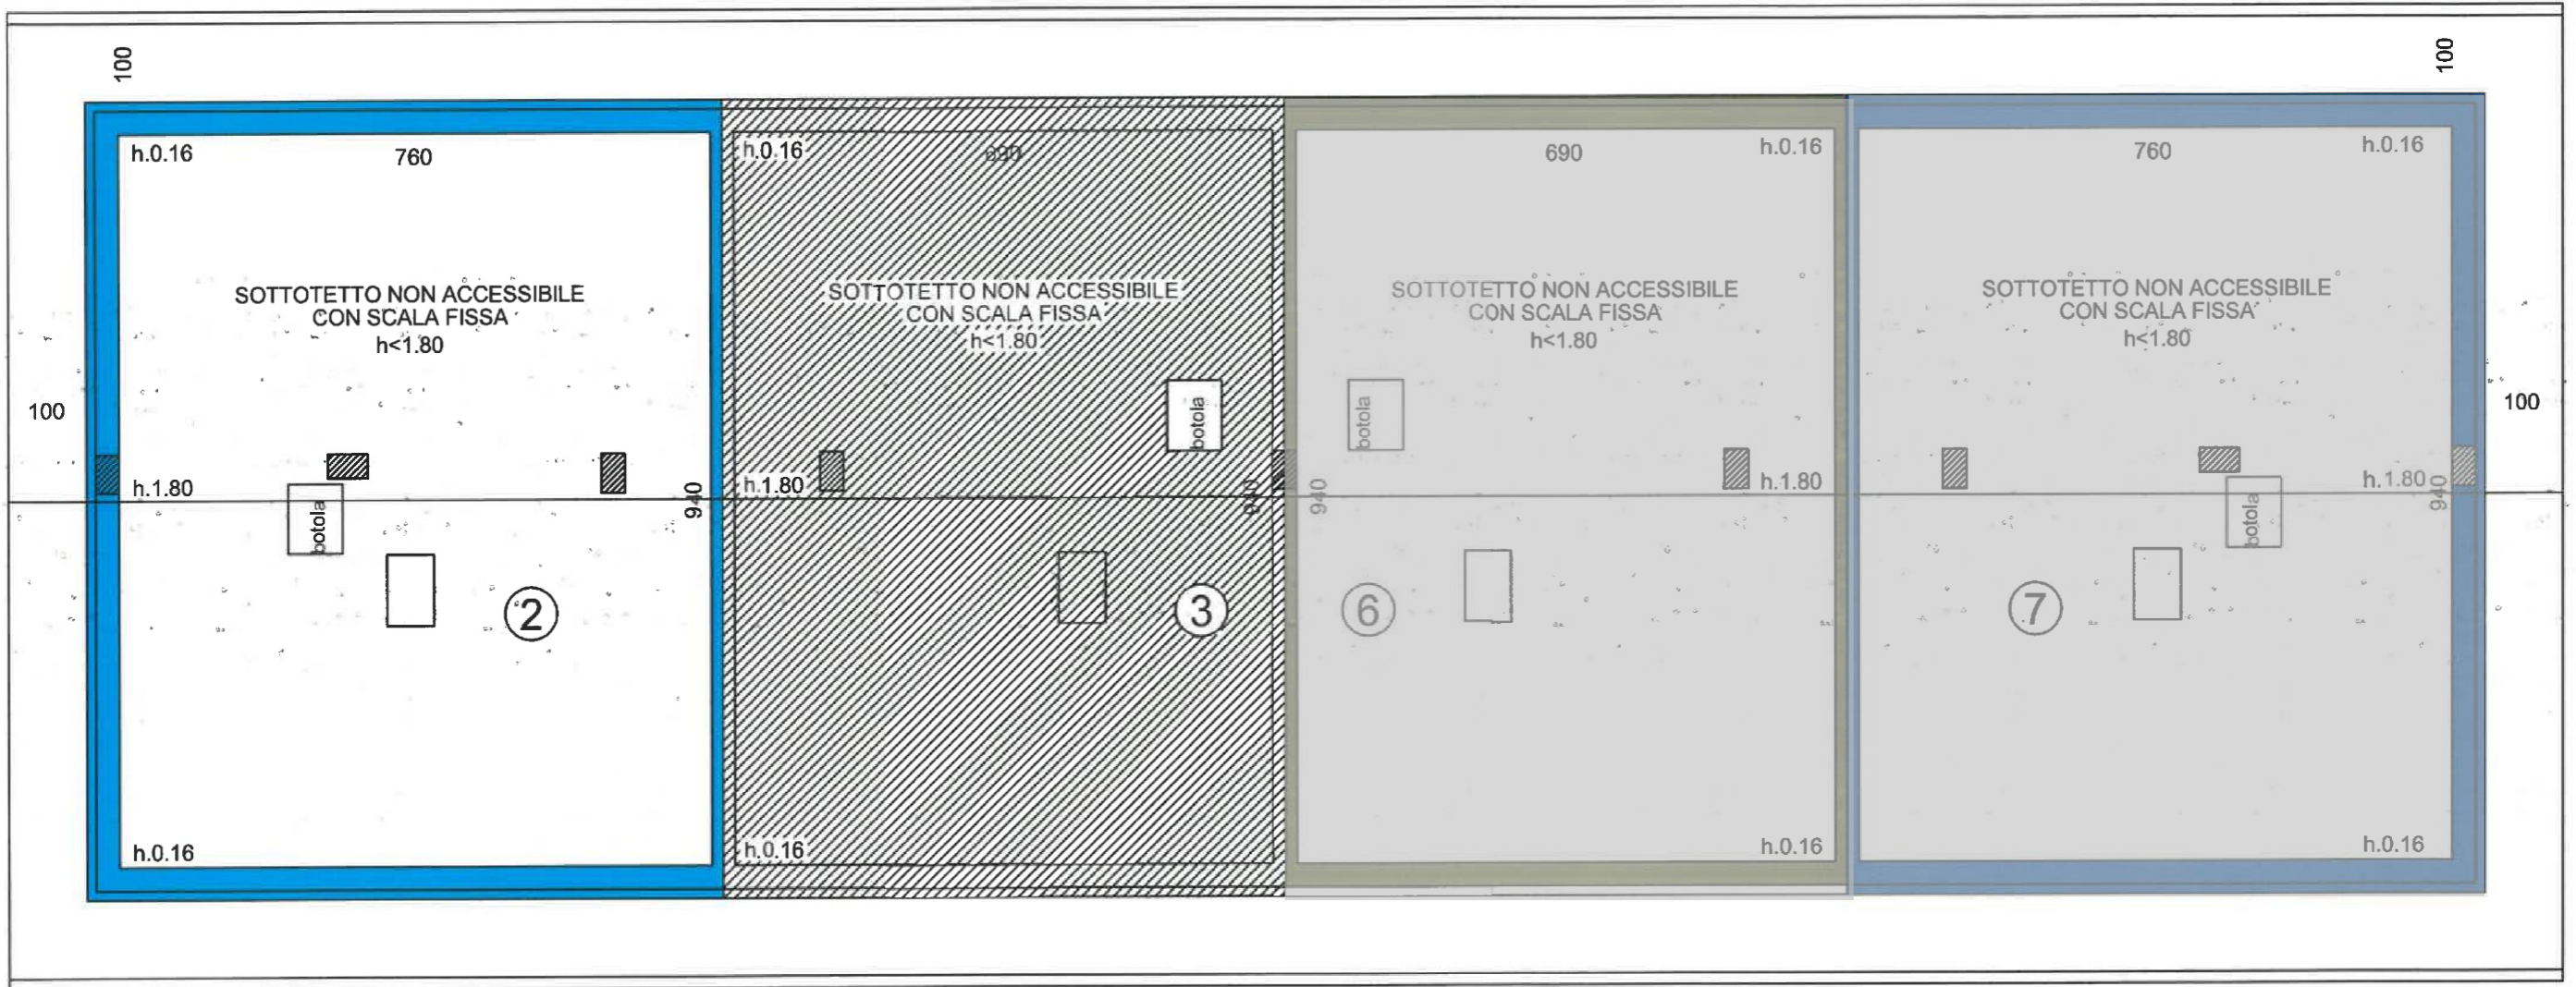 100
100
h.0.16
760
h.0.16
690
690
h.0.16
760
h.0.16
SOTTOTETTO NON ACCESSIBILE
CON SCALA FISSA
h<1.80
SOTTOTETTO NON ACCESSIBILE
CON SCALA FISSA
h<1.80
SOTTOTETTO NON ACCESSIBILE
CON SCALA FISSA
h<1.80
SOTTOTETTO NON ACCESSIBILE
CON SCALA FISSA
h<1.80
100
100
botola
botola
h.1.80
940
h.1.80
940
940
h.1.80
h.1.80
940
botola
botola
2
3
6
7
h.0.16
h.0.16
h.0.16
h.0.16